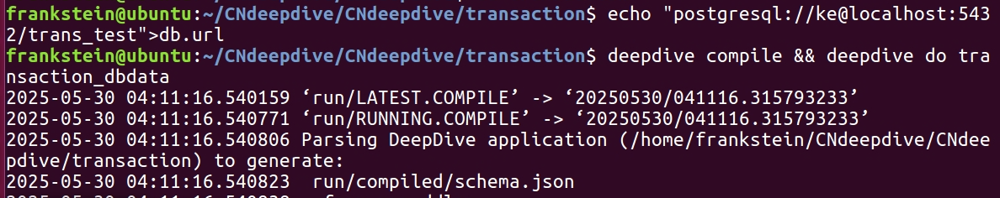 frankstein@ubuntu:~/CNdeepdive/CNdeepdive/transaction$ echo "postgresql://ke@localhost:543
2/trans_test">db.url
frankstein@ubuntu:~/CNdeepdive/CNdeepdive/transaction$ deepdive compile && deepdive do tra
nsaction_dbdata
2025-05-30 04:11:16.540159 ‘run/LATEST.COMPILE’ -> ‘20250530/041116.315793233’
2025-05-30 04:11:16.540771 ‘run/RUNNING.COMPILE’ -> ‘20250530/041116.315793233’
2025-05-30 04:11:16.540806 Parsing DeepDive application (/home/frankstein/CNdeepdive/CNdee
pdive/transaction) to generate:
2025-05-30 04:11:16.540823  run/compiled/schema.json